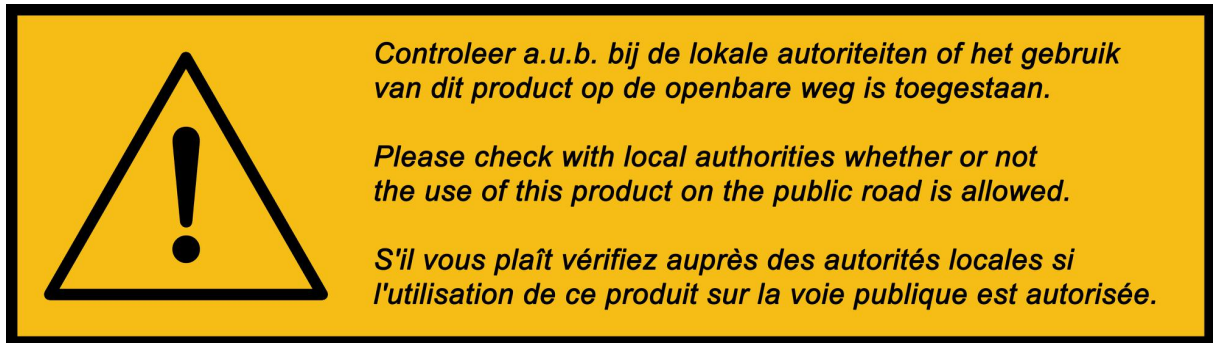 Controleer a.u.b. bij de lokale autoriteiten of het gebruik
van dit product op de openbare weg is toegestaan.
Please check with local authorities whether or not
the use of this product on the public road is allowed.
S'il vous plaît vérifiez auprès des autorités locales si
l'utilisation de ce produit sur la voie publique est autorisée.